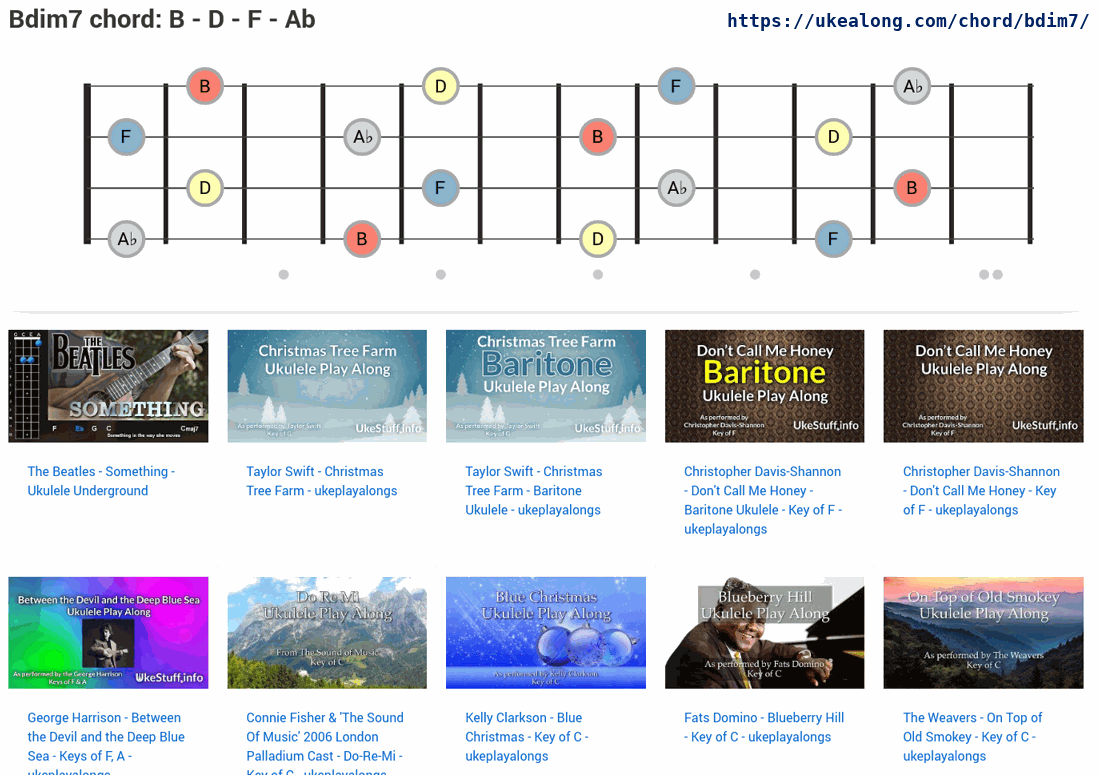 Bdim7 chord: B - D - F - Ab
https://ukealong.com/chord/bdim7/
B D F A♭
F A♭ B D
D F A♭ B
A♭ B D F
G C E A
THE
BEATLES
SOMETHING
F E♭ G C Cmaj7
Something in the way she moves
Christmas Tree Farm
Ukulele Play Along
As performed by Taylor Swift
Key of G
UkeStuff.info
Christmas Tree Farm
Baritone
Ukulele Play Along
As performed by Taylor Swift
Key of G
UkeStuff.info
Don't Call Me Honey
Baritone
Ukulele Play Along
As performed by
Christopher Davis-Shannon
Key of F
UkeStuff.info
Don't Call Me Honey
Ukulele Play Along
As performed by
Christopher Davis-Shannon
Key of F
UkeStuff.info
The Beatles - Something -
Ukulele Underground
Taylor Swift - Christmas
Tree Farm - ukeplayalongs
Taylor Swift - Christmas
Tree Farm - Baritone
Ukulele - ukeplayalongs
Christopher Davis-Shannon
- Don't Call Me Honey -
Baritone Ukulele - Key of F -
ukeplayalongs
Christopher Davis-Shannon
- Don't Call Me Honey - Key
of F - ukeplayalongs
Between the Devil and the Deep Blue Sea
Ukulele Play Along
As performed by the George Harrison
Keys of F & A
UkeStuff.info
Do Re Mi
Ukulele Play Along
From The Sound of Music
Key of C
Blue Christmas
Ukulele Play Along
As performed by Kelly Clarkson
Key of C
Blueberry Hill
Ukulele Play Along
As performed by Fats Domino
Key of C
On Top of Old Smokey
Ukulele Play Along
As performed by The Weavers
Key of C
George Harrison - Between
the Devil and the Deep Blue
Sea - Keys of F, A -
ukeplayalongs
Connie Fisher & 'The Sound
Of Music' 2006 London
Palladium Cast - Do-Re-Mi -
Key of C - ukeplayalongs
Kelly Clarkson - Blue
Christmas - Key of C -
ukeplayalongs
Fats Domino - Blueberry Hill
- Key of C - ukeplayalongs
The Weavers - On Top of
Old Smokey - Key of C -
ukeplayalongs